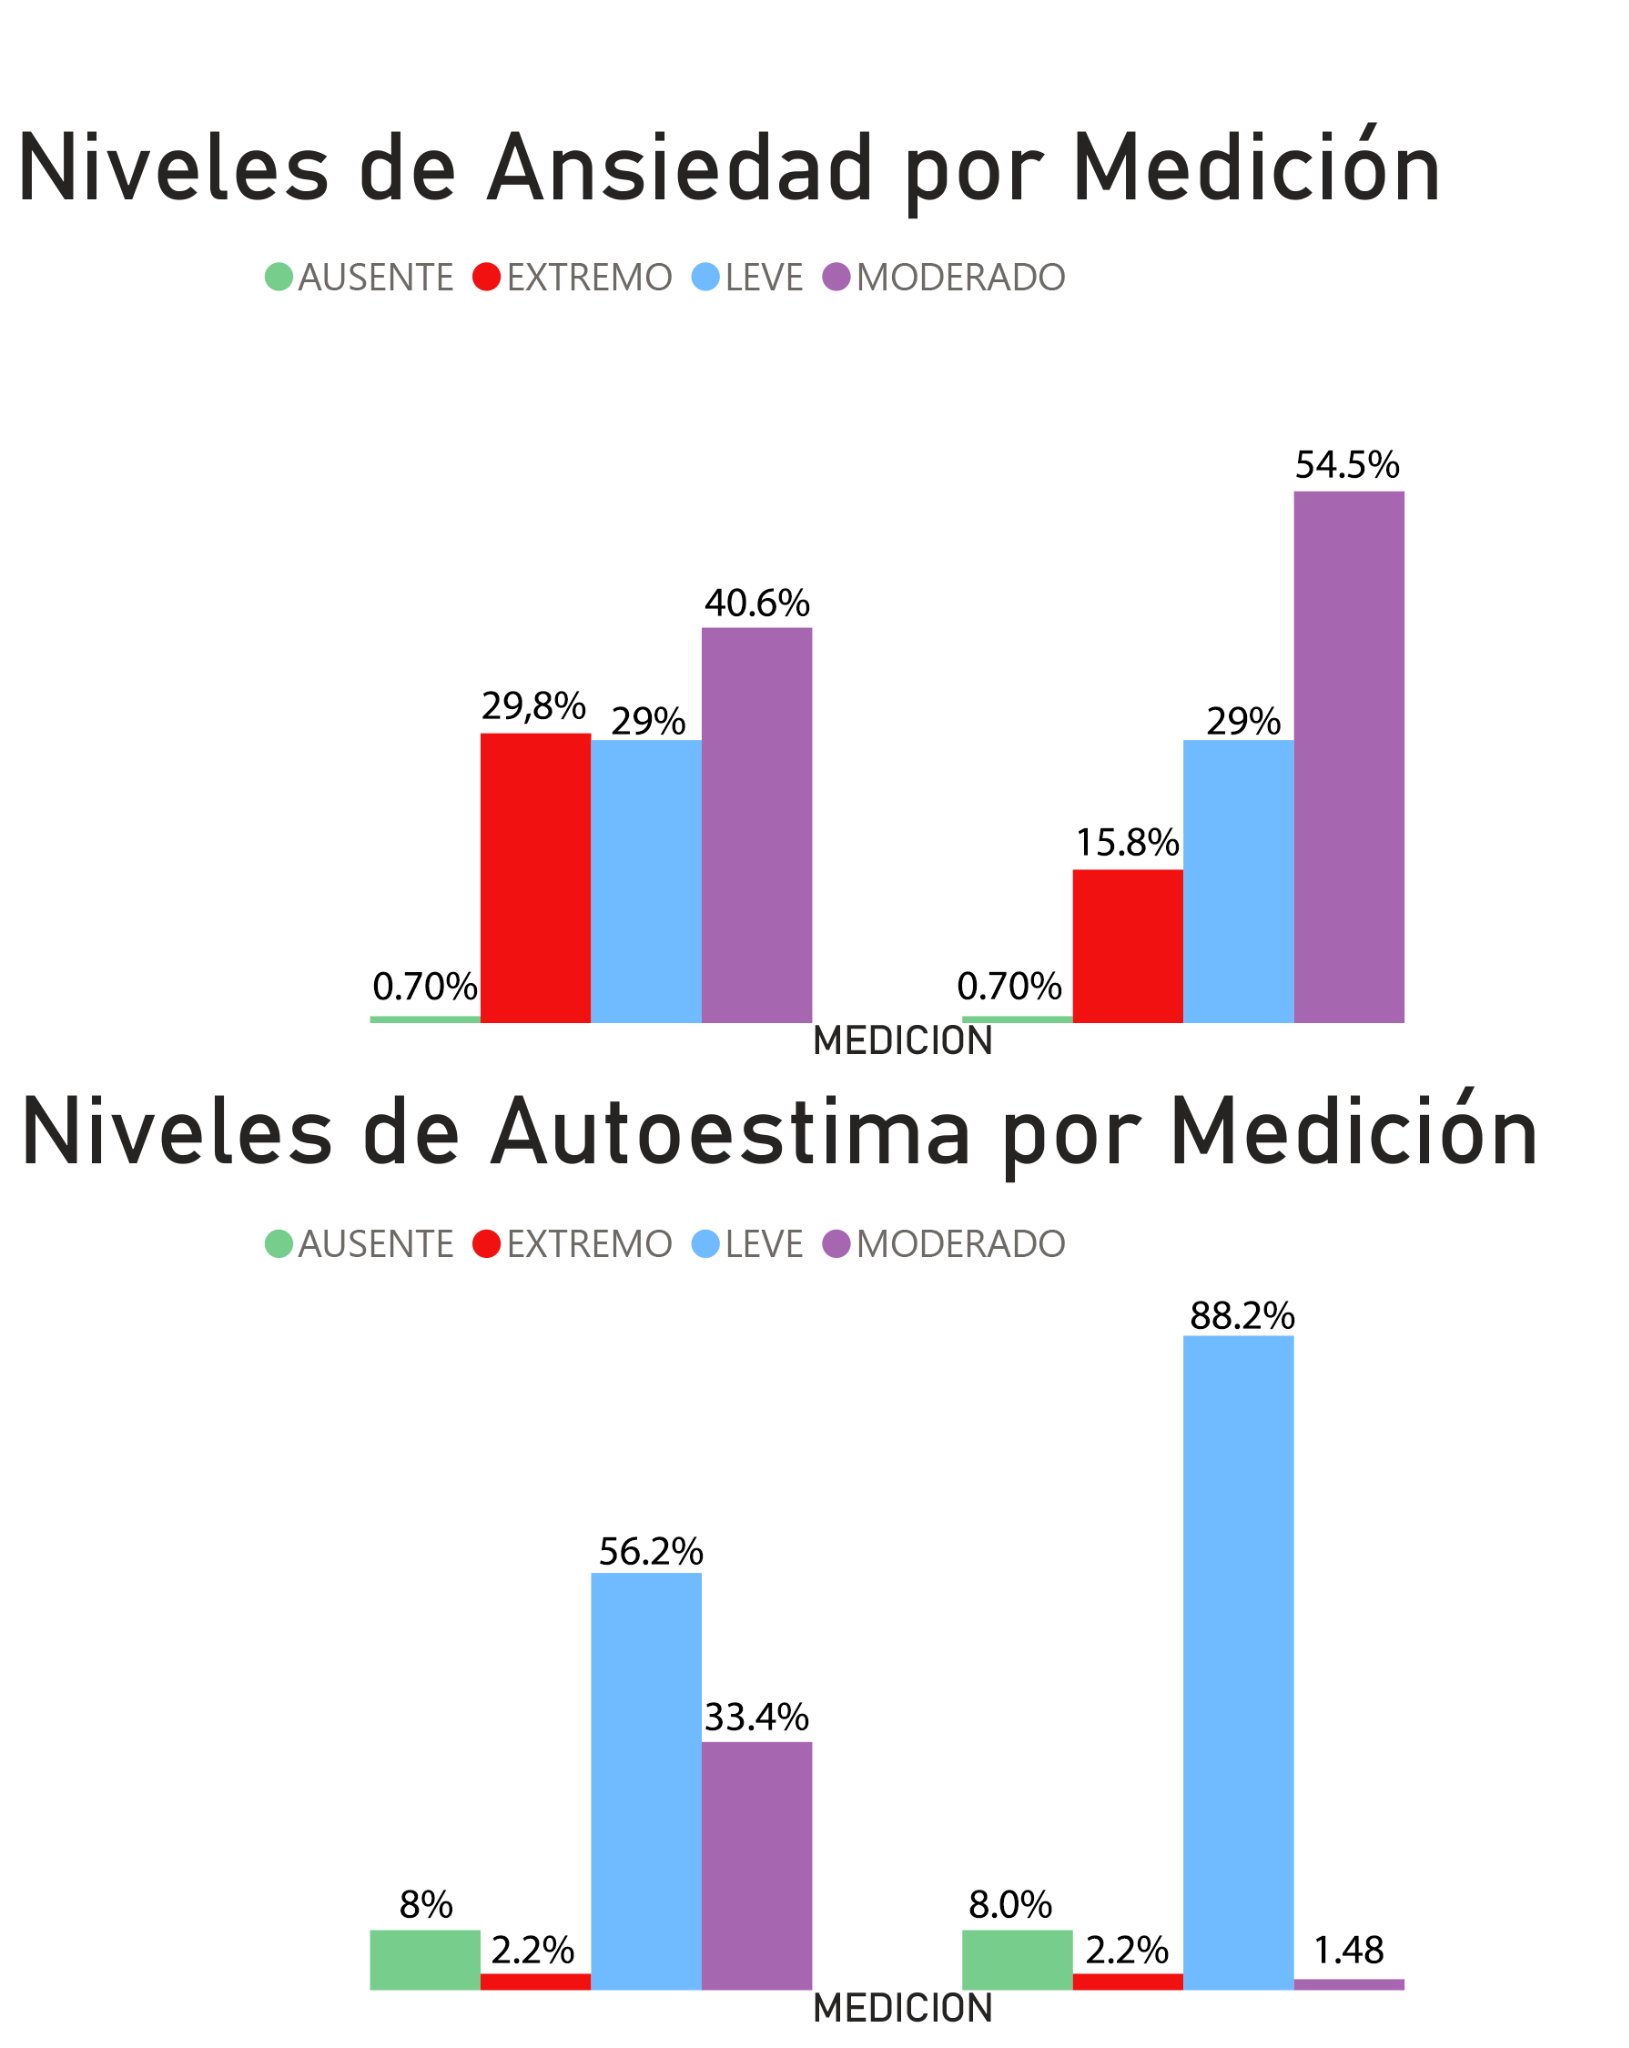 Niveles de Ansiedad por Medición
AUSENTE EXTREMO LEVE MODERADO
54.5%
40.6%
29,8% 29% 29%
15.8%
0.70% 0.70%
MEDICION
Niveles de Autoestima por Medición
AUSENTE EXTREMO LEVE MODERADO
88.2%
56.2%
33.4%
8% 8.0%
2.2% 2.2% 1.48
MEDICION